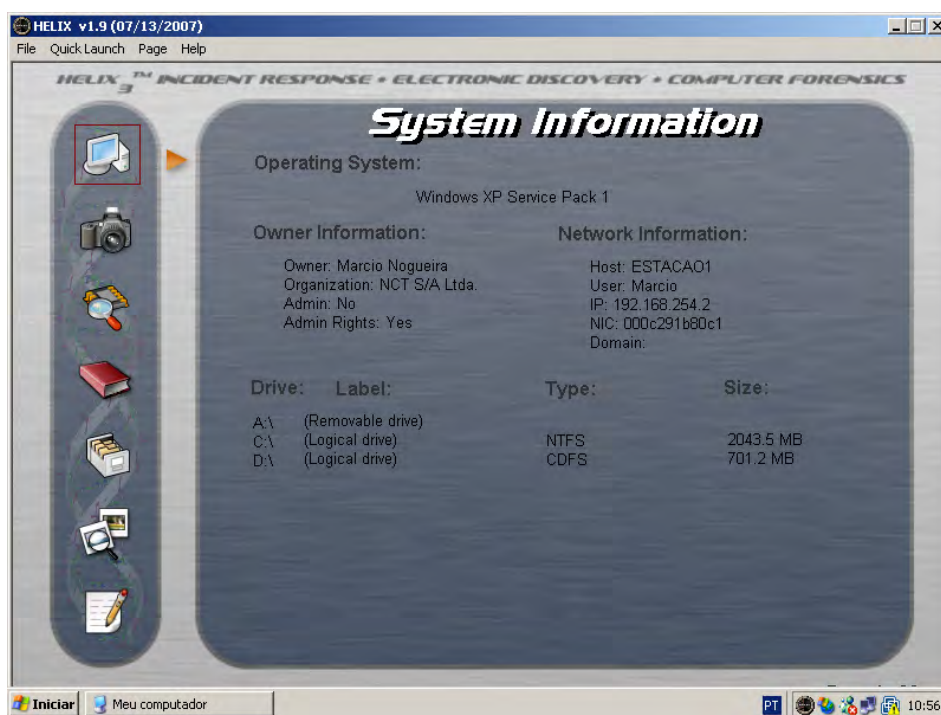 HELIX v1.9 (07/13/2007)
File Quick Launch Page Help
HELIX3™ INCIDENT RESPONSE • ELECTRONIC DISCOVERY • COMPUTER FORENSICS
System Information
Operating System:
Windows XP Service Pack 1
Owner Information: Network Information:
Owner: Marcio Nogueira Host: ESTACAO1
Organization: NCT S/A Ltda. User: Marcio
Admin: No IP: 192.168.254.2
Admin Rights: Yes NIC: 000c291b80c1
Domain:
Drive: Label: Type: Size:
A:\ (Removable drive)
C:\ (Logical drive) NTFS 2043.5 MB
D:\ (Logical drive) CDFS 701.2 MB
Iniciar Meu computador PT 10:56